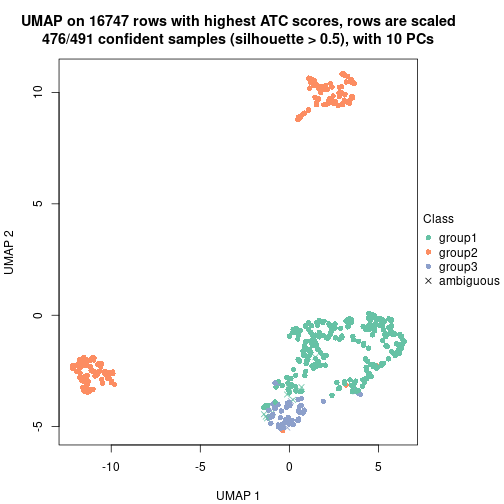 UMAP on 16747 rows with highest ATC scores, rows are scaled
476/491 confident samples (silhouette > 0.5), with 10 PCs
10
5
0
-5
UMAP 2
-10
-5
0
5
UMAP 1
Class
group1
group2
group3
ambiguous